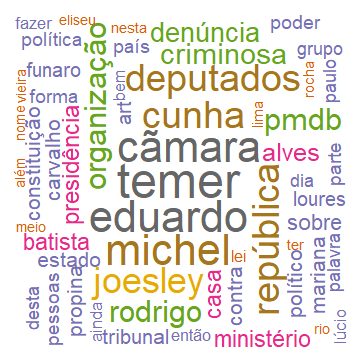 fazer
eliseu
nesta
poder
política
país
denúncia
grupo
criminosa
funaro
bem
deputados
rocha
paulo
nome
vieira
forma
art
cunha
lima
pmdb
organização
além
constituição
carvalho
presidência
cãmara
alves
parte
temer
dia
república
loures
meio
batista
eduardo
sobre
estado
michel
lei
ter
político
mariana
palavra
desta
pessoas
propina
joesley
casa
contra
ainda
rodrigo
rio
lúcio
tribunal
então
ministério